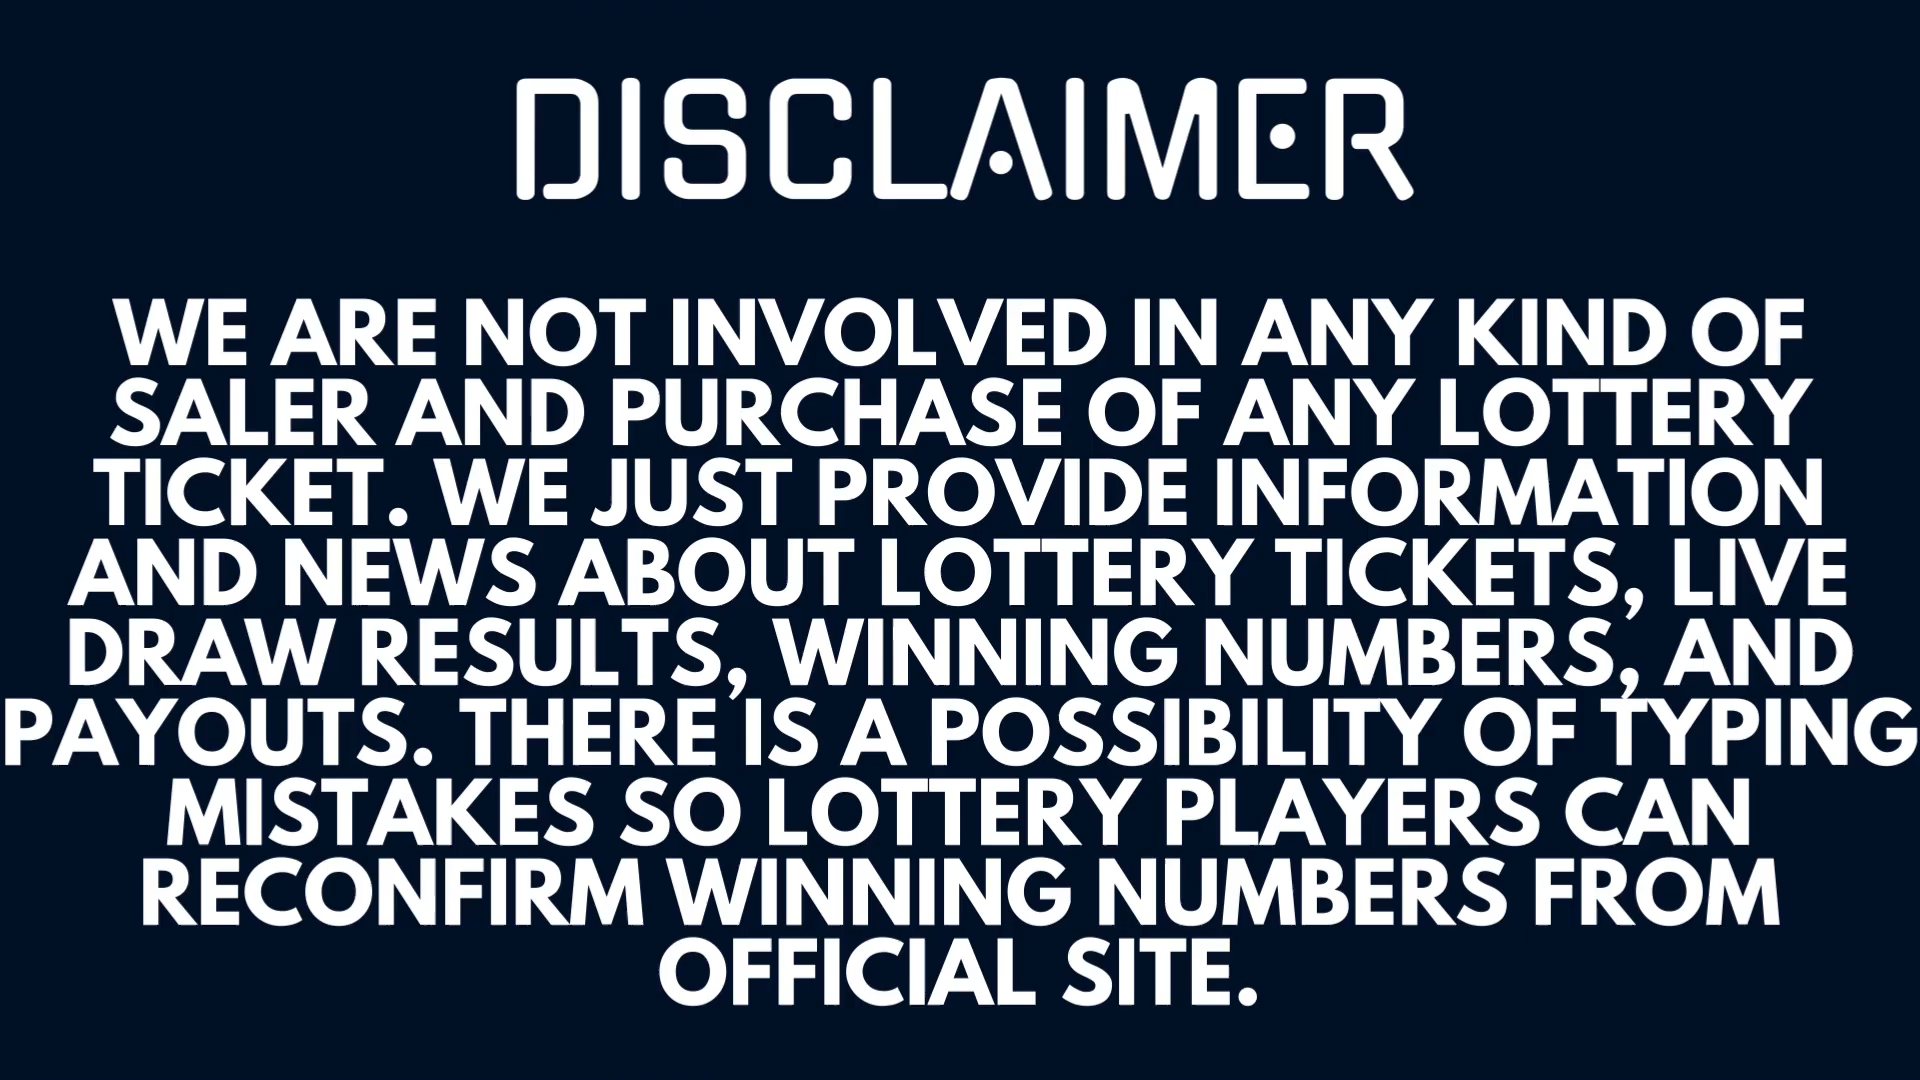 DISCLAIMER
WE ARE NOT INVOLVED IN ANY KIND OF
SALER AND PURCHASE OF ANY LOTTERY
TICKET. WE JUST PROVIDE INFORMATION
AND NEWS ABOUT LOTTERY TICKETS, LIVE
DRAW RESULTS, WINNING NUMBERS, AND
PAYOUTS. THERE IS A POSSIBILITY OF TYPING
MISTAKES SO LOTTERY PLAYERS CAN
RECONFIRM WINNING NUMBERS FROM
OFFICIAL SITE.